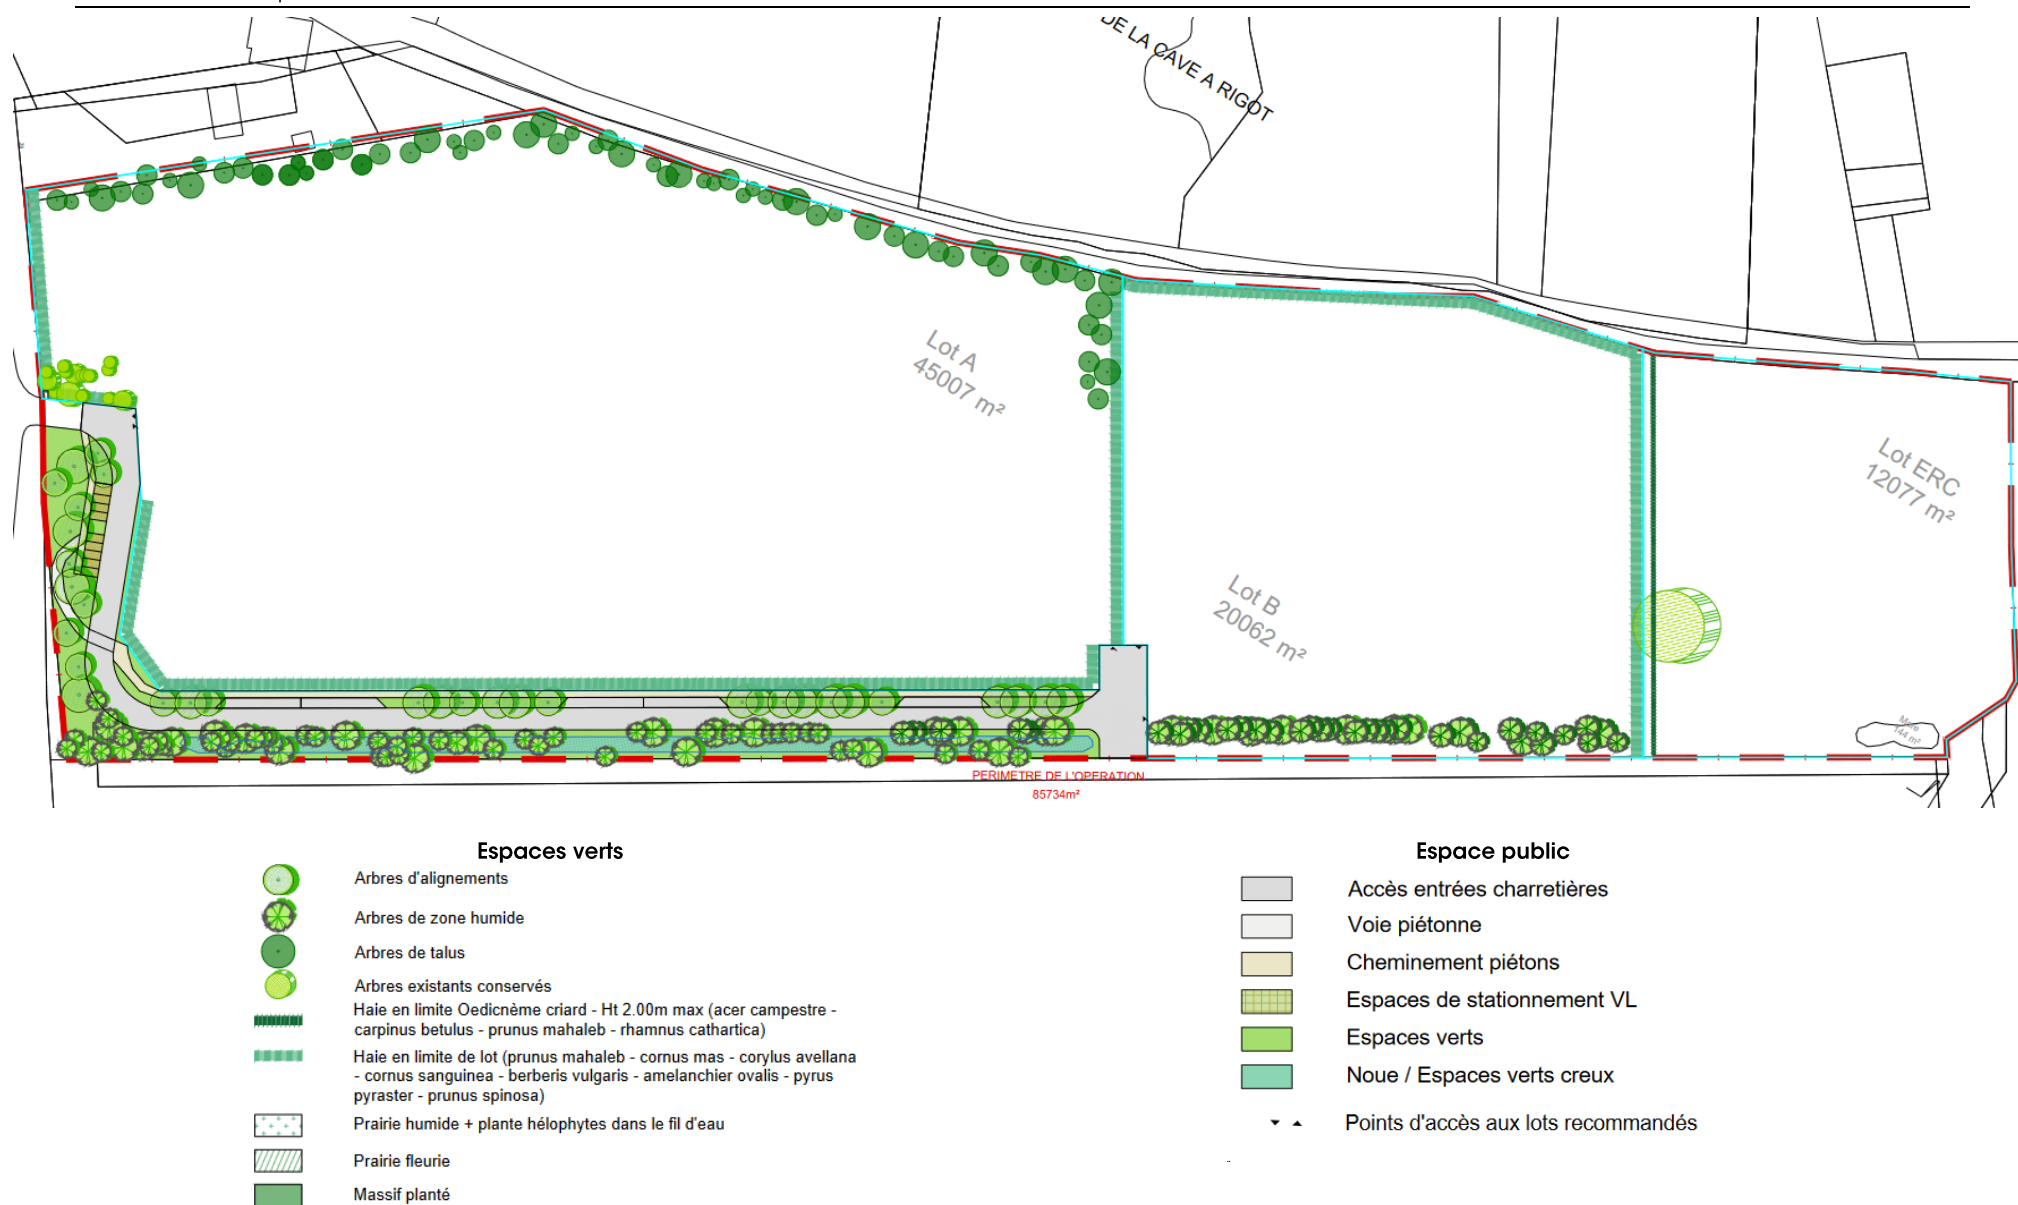 DE LA CAVE A RIGOT
Lot A
45007 m²
Lot B
20062 m²
Lot ERC
12077 m²
Mare
144 m²
PERIMETRE DE L'OPERATION
85734m²
Espaces verts
Arbres d'alignements
Arbres de zone humide
Arbres de talus
Arbres existants conservés
Haie en limite Oedicnème criard - Ht 2.00m max (acer campestre -
carpinus betulus - prunus mahaleb - rhamnus cathartica)
Haie en limite de lot (prunus mahaleb - cornus mas - corylus avellana
- cornus sanguinea - berberis vulgaris - amelanchier ovalis - pyrus
pyraster - prunus spinosa)
Prairie humide + plante hélophytes dans le fil d'eau
Prairie fleurie
Massif planté
Espace public
Accès entrées charretières
Voie piétonne
Cheminement piétons
Espaces de stationnement VL
Espaces verts
Noue / Espaces verts creux
Points d'accès aux lots recommandés